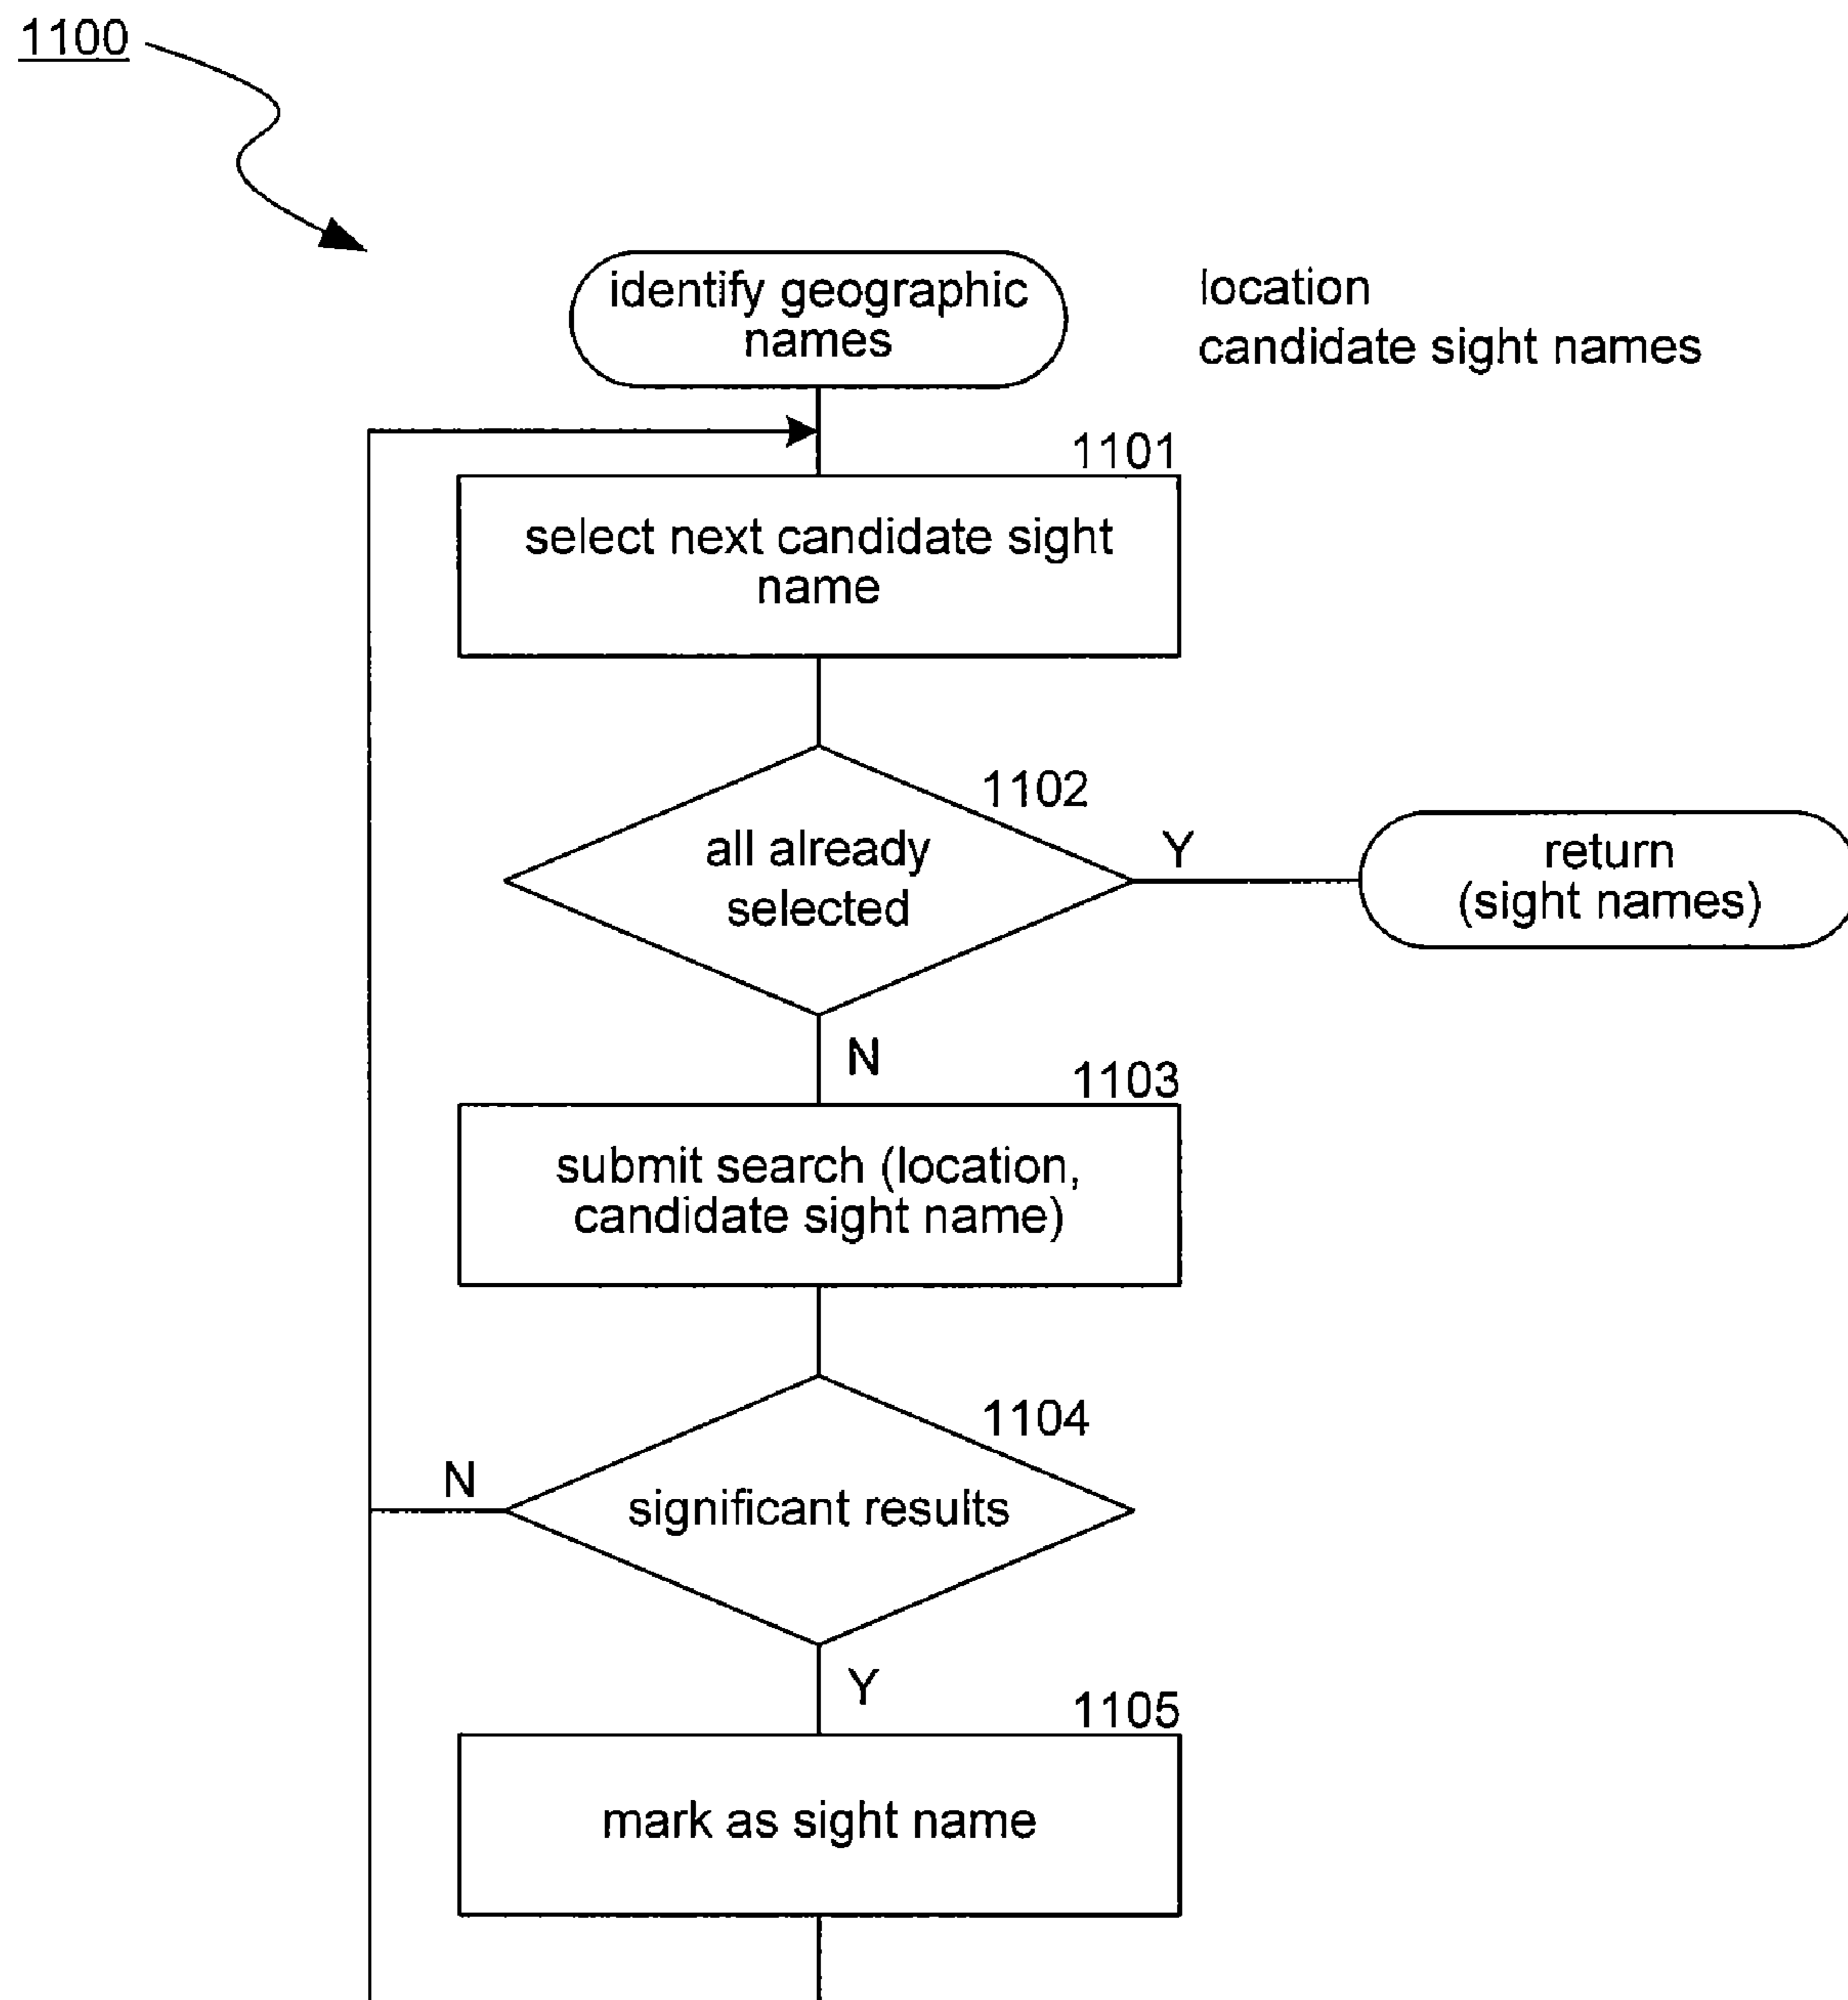 1100
identify geographic
names
location
candidate sight names
1101
select next candidate sight
name
1102
all already
selected
Y
return
(sight names)
N
1103
submit search (location,
candidate sight name)
1104
N
significant results
Y
1105
mark as sight name